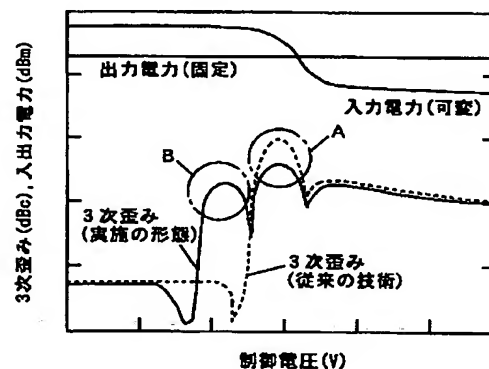 3次歪み(dBc),入出力電力(dBm)
出力電力(固定)
入力電力(可変)
B
A
3次歪み
(実施の形態)
3次歪み
(従来の技術)
制御電圧(V)